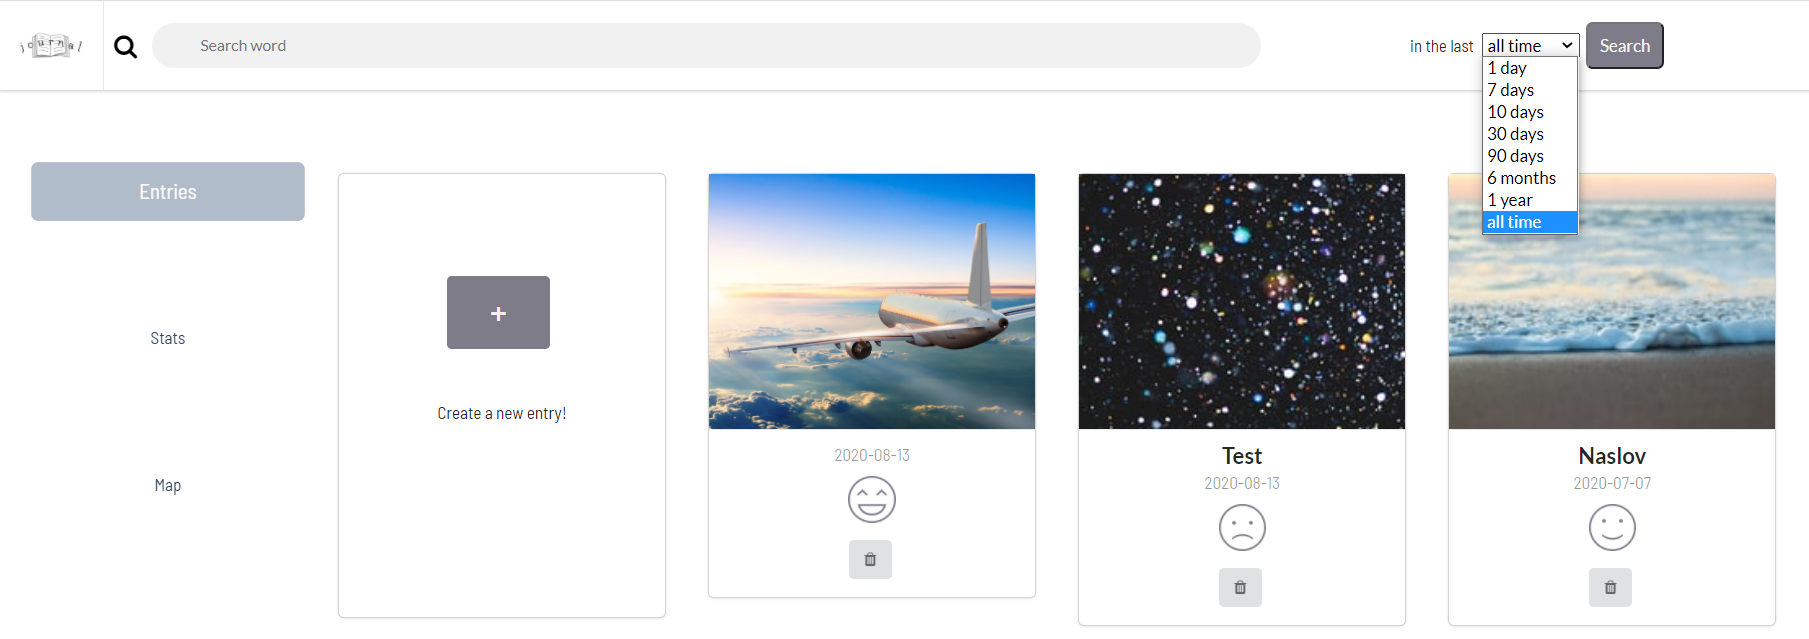 journal
Search word
in the last
all time
Search
1 day
7 days
10 days
30 days
90 days
6 months
1 year
all time
Entries
Stats
Map
+
Create a new entry!
2020-08-13
Test
2020-08-13
Naslov
2020-07-07